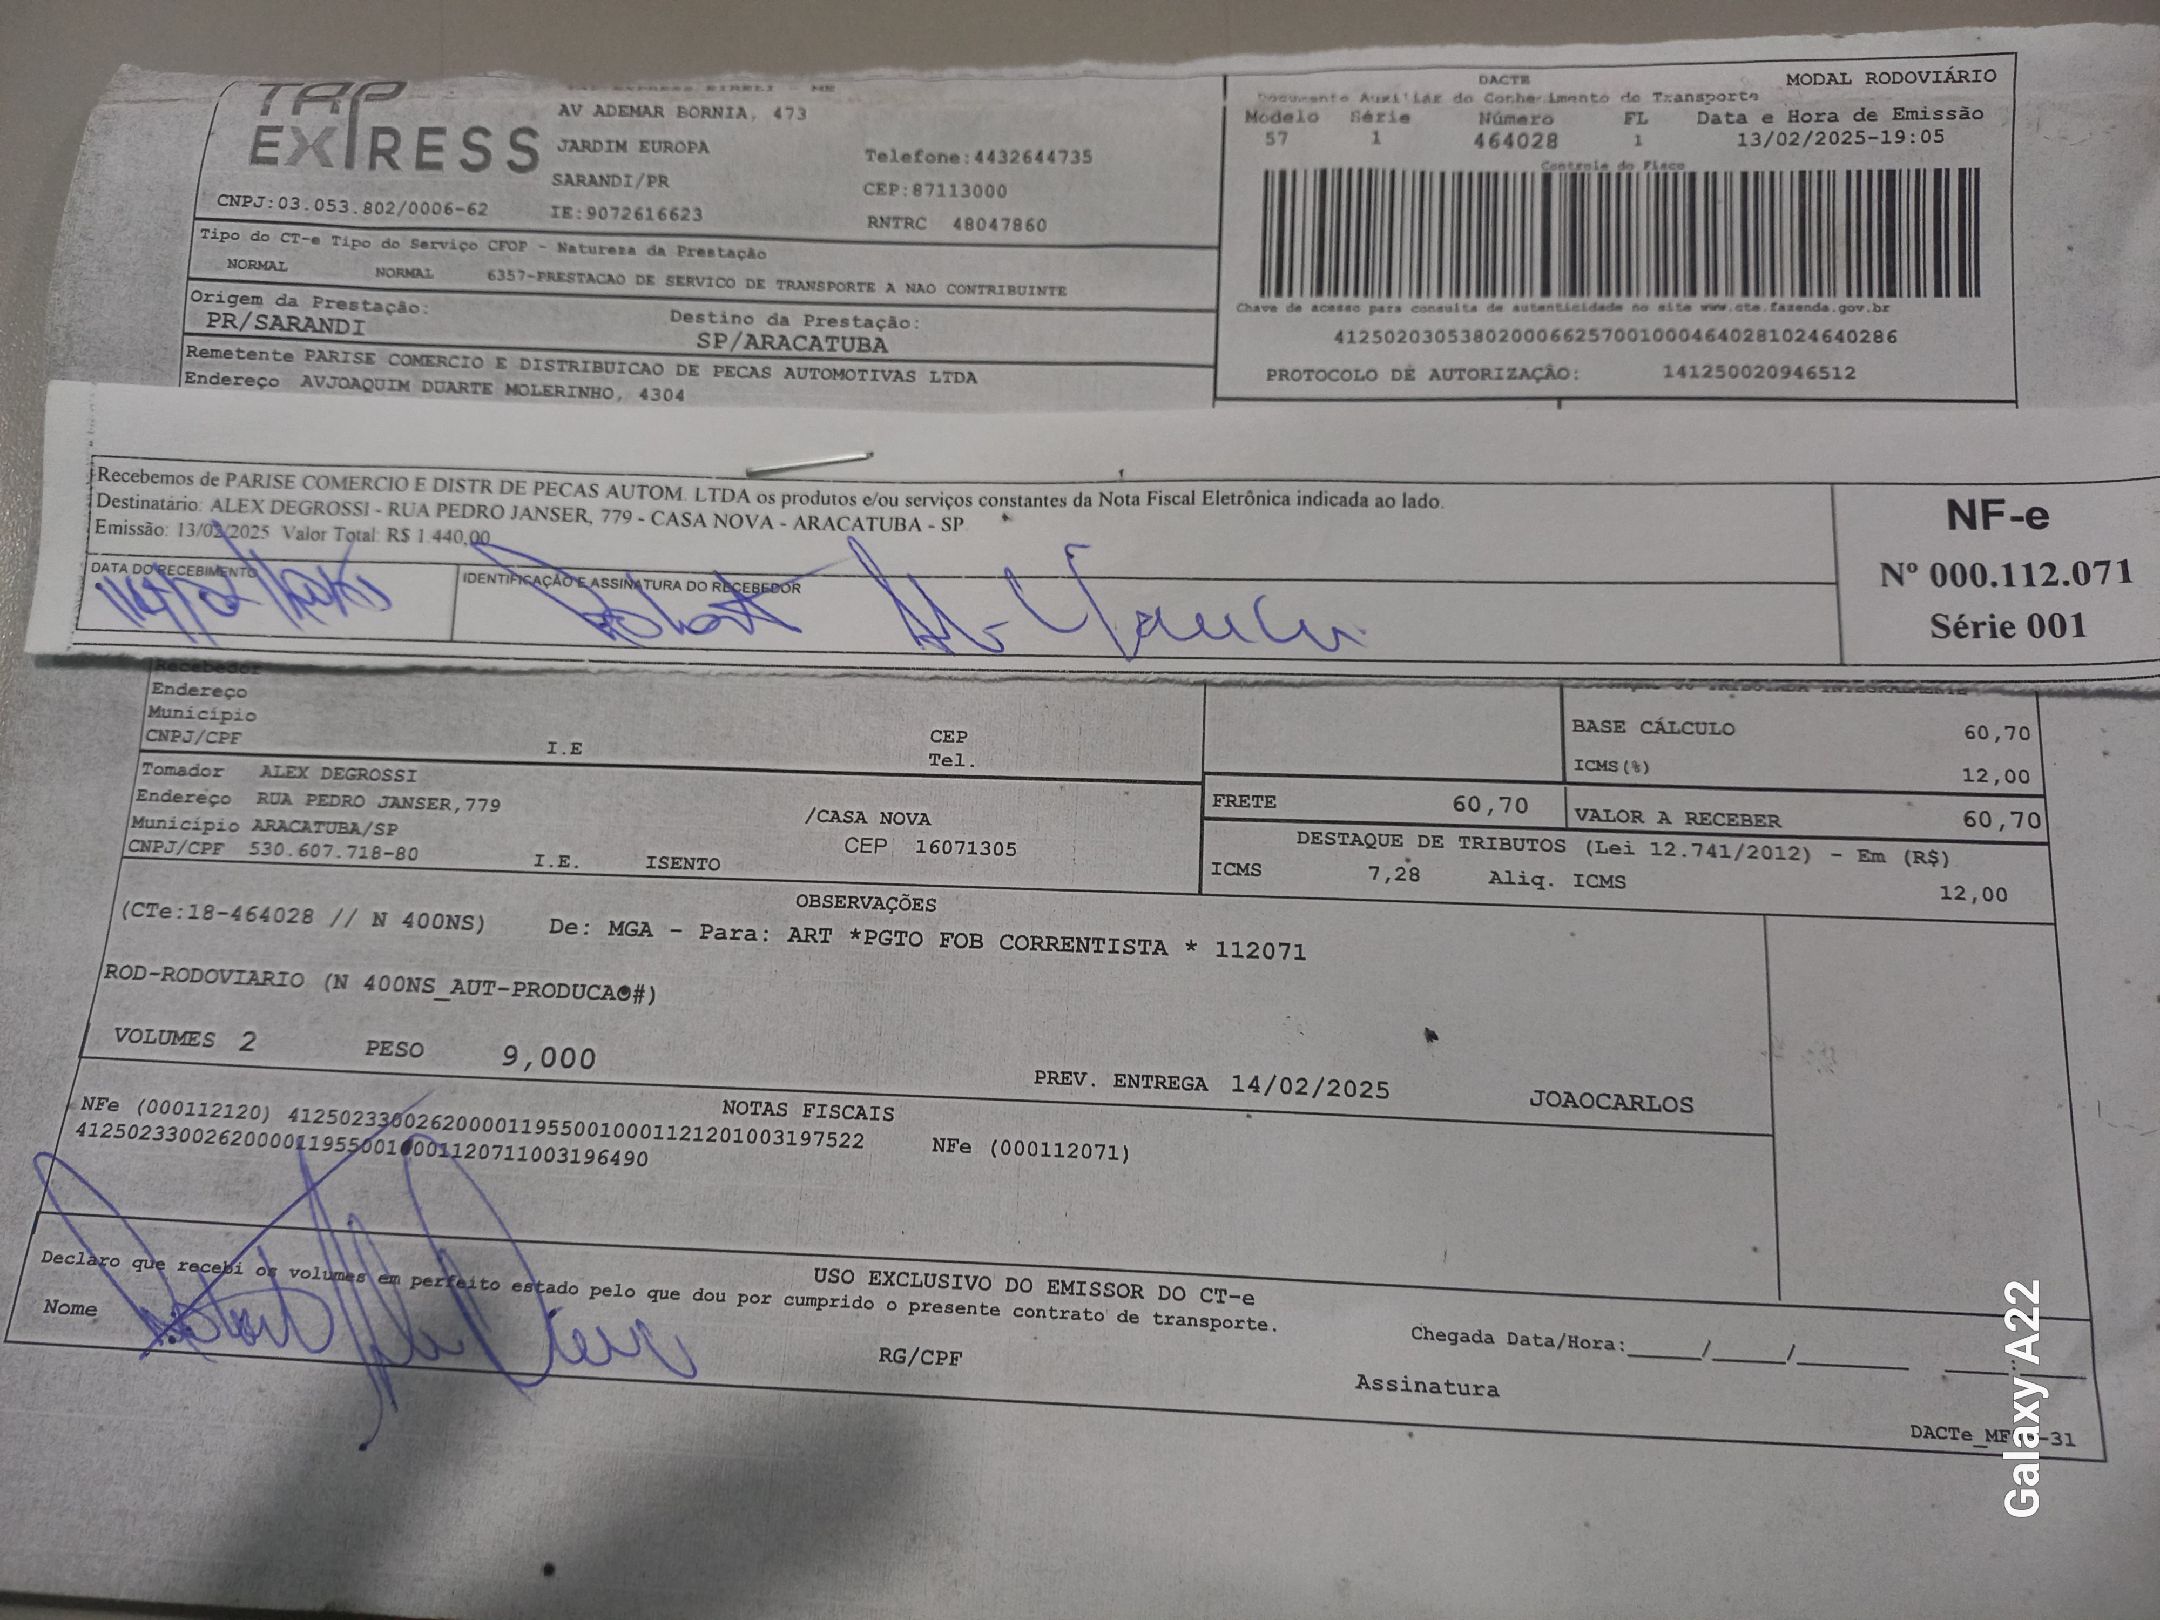 TAP
EXPRESS
AV ADEMAR BORNIA, 473
JARDIM EUROPA
SARANDI/PR
Telefone:4432644735
CEP:87113000
CNPJ:03.053.802/0006-62
IE:9072616623
RNTRC 48047860
DACTE
MODAL RODOVIÁRIO
Documento Auxiliar do Conhecimento de Transporte
Modelo Série Número FL Data e Hora de Emissão
57 1 464028 1 13/02/2025-19:05
Controle do Fisco
Chave de acesso para consulta de autenticidade no site www.cte.fazenda.gov.br
41250203053802000662570010004640281024640286
PROTOCOLO DE AUTORIZAÇÃO: 141250020946512
Tipo do CT-e Tipo do Serviço CFOP - Natureza da Prestação
NORMAL NORMAL 6357-PRESTACAO DE SERVICO DE TRANSPORTE A NAO CONTRIBUINTE
Origem da Prestação: Destino da Prestação:
PR/SARANDI SP/ARACATUBA
Remetente PARISE COMERCIO E DISTRIBUICAO DE PECAS AUTOMOTIVAS LTDA
Endereço AVJOAQUIM DUARTE MOLERINHO, 4304
Recebemos de PARISE COMERCIO E DISTR DE PECAS AUTOM. LTDA os produtos e/ou serviços constantes da Nota Fiscal Eletrônica indicada ao lado.
Destinatário: ALEX DEGROSSI - RUA PEDRO JANSER, 779 - CASA NOVA - ARACATUBA - SP
Emissão: 13/02/2025 Valor Total: R$ 1.440,00
DATA DO RECEBIMENTO
IDENTIFICAÇÃO E ASSINATURA DO RECEBEDOR
NF-e
Nº 000.112.071
Série 001
Recebedor
Endereço
Município
CNPJ/CPF I.E CEP
Tel.
BASE CÁLCULO 60,70
ICMS(%) 12,00
Tomador ALEX DEGROSSI
Endereço RUA PEDRO JANSER,779 /CASA NOVA
Município ARACATUBA/SP CEP 16071305
CNPJ/CPF 530.607.718-80 I.E. ISENTO
FRETE 60,70 VALOR A RECEBER 60,70
DESTAQUE DE TRIBUTOS (Lei 12.741/2012) - Em (R$)
ICMS 7,28 Aliq. ICMS 12,00
OBSERVAÇÕES
(CTe:18-464028 // N 400NS) De: MGA - Para: ART *PGTO FOB CORRENTISTA * 112071
ROD-RODOVIARIO (N 400NS_AUT-PRODUCAO#)
VOLUMES 2 PESO 9,000
PREV. ENTREGA 14/02/2025 JOAOCARLOS
NOTAS FISCAIS
NFe (000112120) 41250233002620000119550010001121201003197522 NFe (000112071)
41250233002620000119550010001120711003196490
USO EXCLUSIVO DO EMISSOR DO CT-e
Declaro que recebi os volumes em perfeito estado pelo que dou por cumprido o presente contrato de transporte.
Nome RG/CPF Assinatura
Chegada Data/Hora:_____/_____/________
Galaxy A22